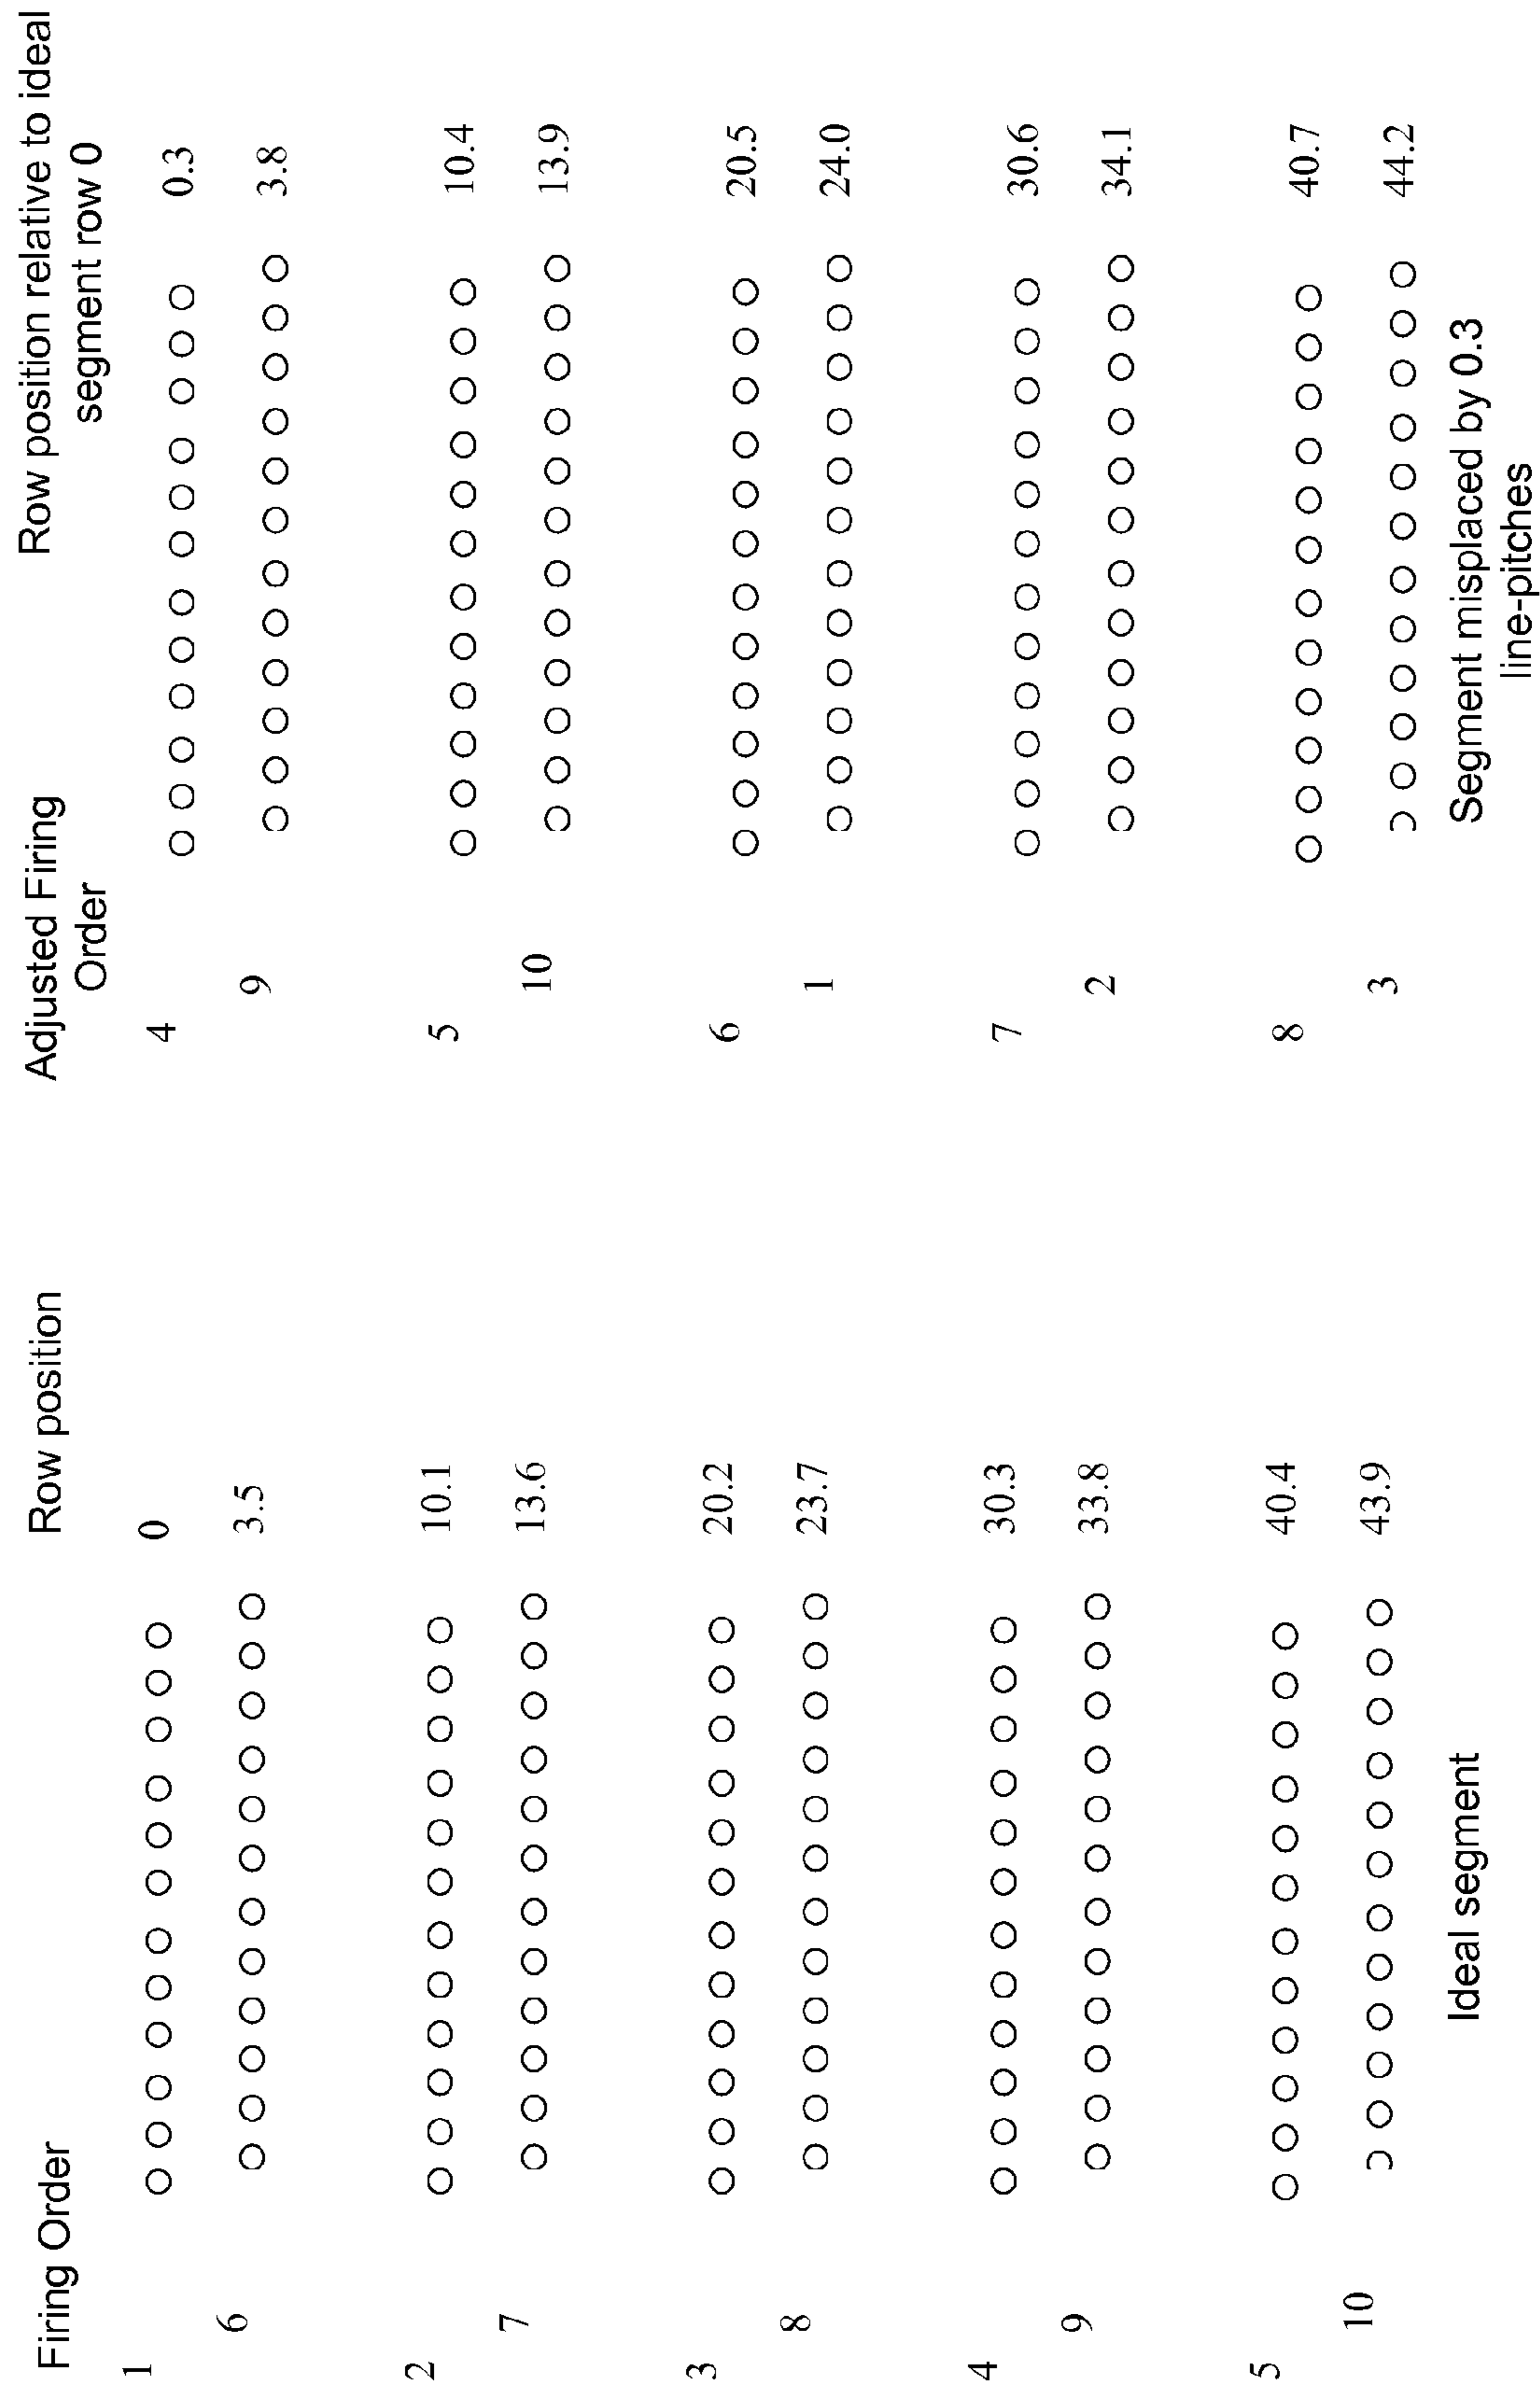 Firing Order Row position Adjusted Firing Row position relative to ideal
Order segment row 0
1 0 4 0.3
6 3.5 9 3.8
2 10.1 5 10.4
7 13.6 10 13.9
3 20.2 6 20.5
8 23.7 1 24.0
4 30.3 7 30.6
9 33.8 2 34.1
5 40.4 8 40.7
10 43.9 3 44.2
Ideal segment Segment misplaced by 0.3
line-pitches